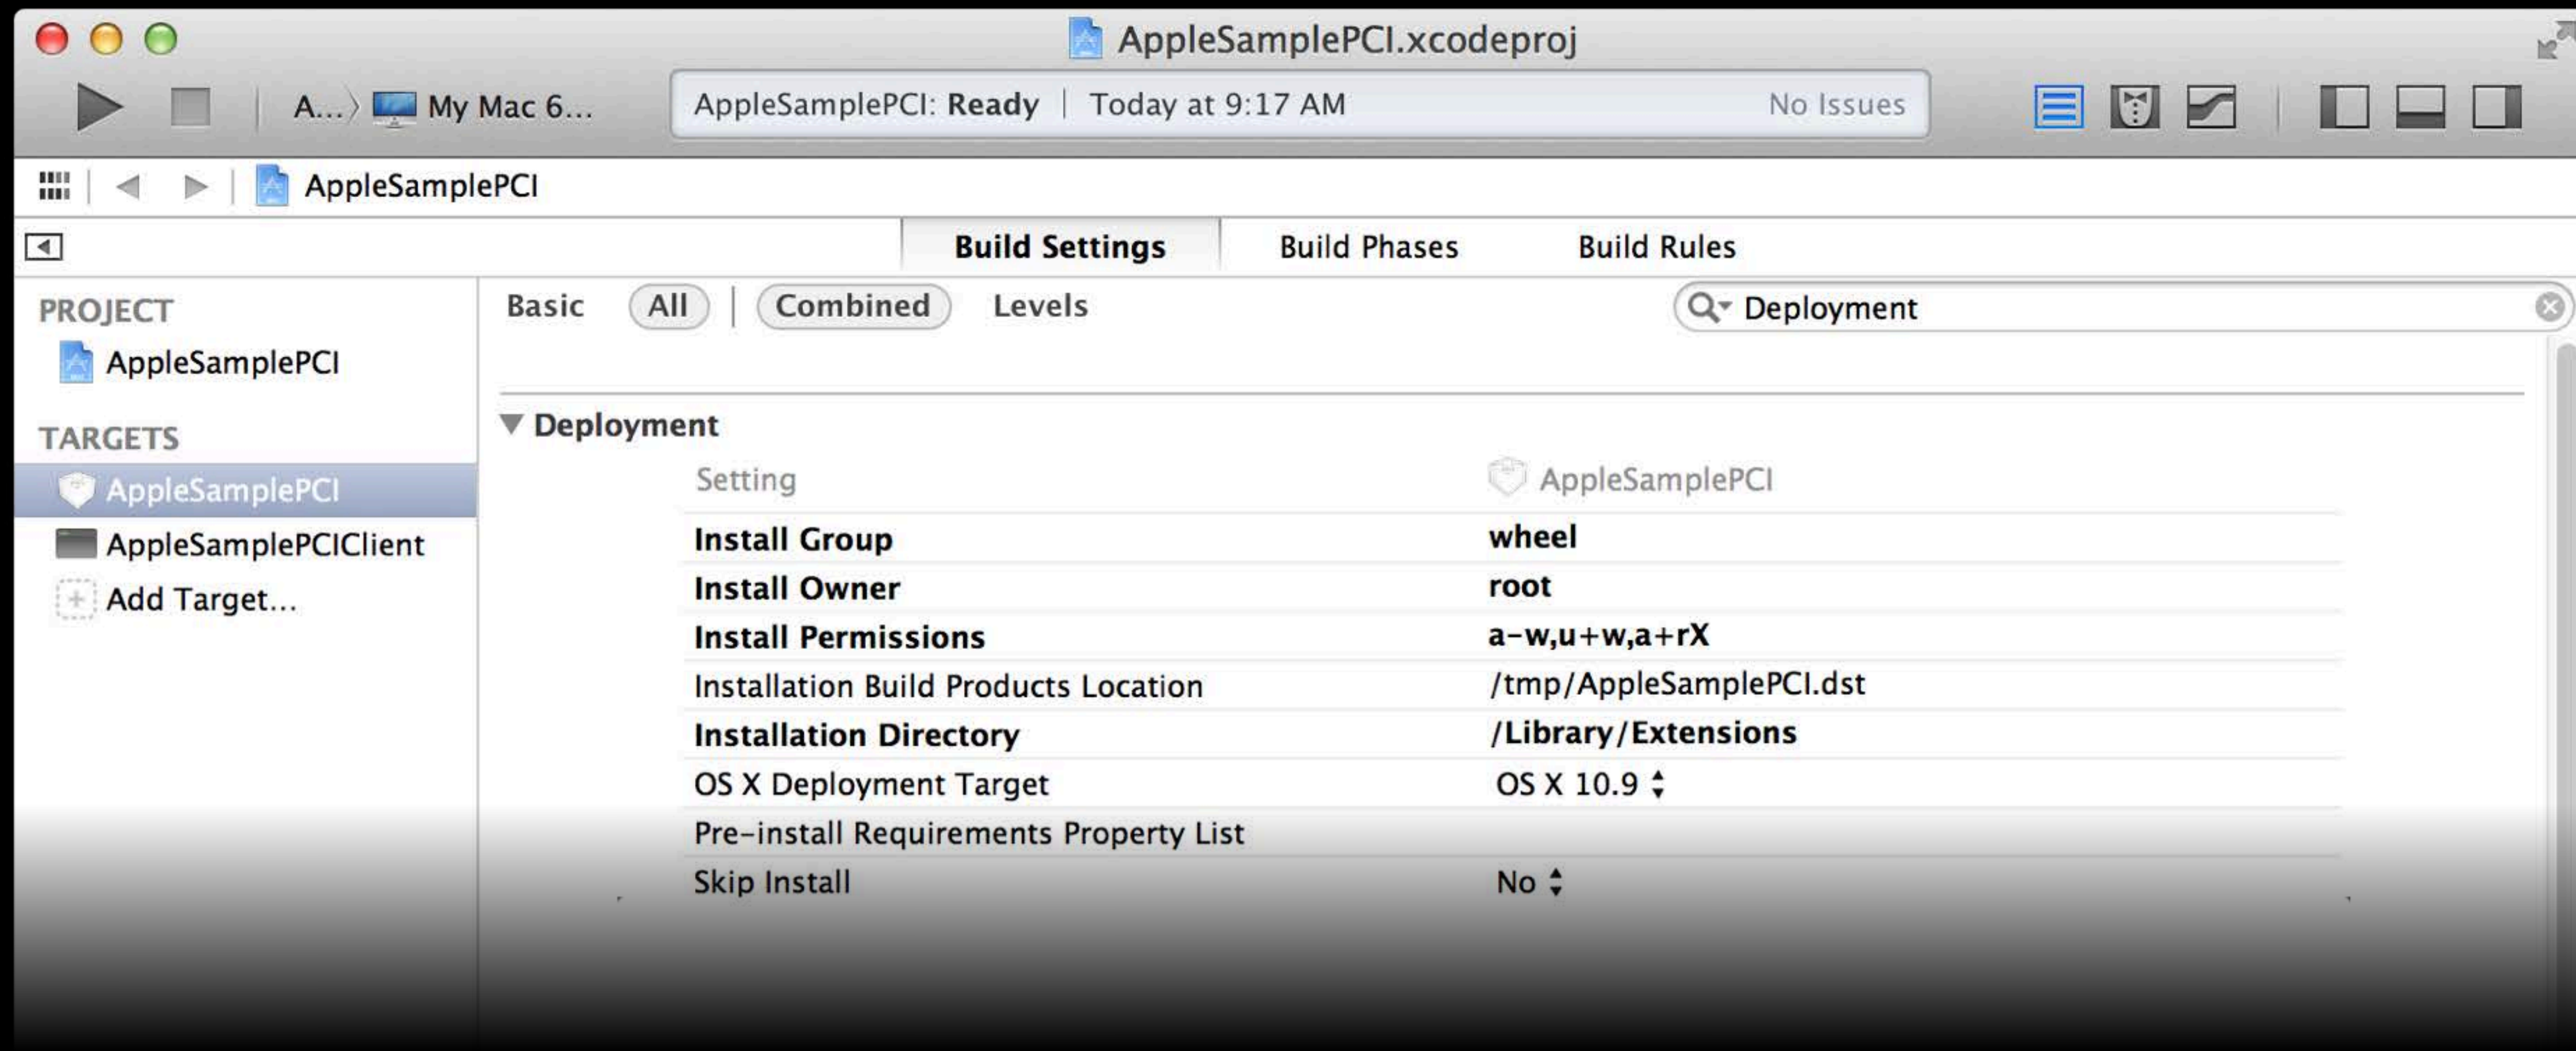 AppleSamplePCI.xcodeproj
A... My Mac 6... AppleSamplePCI: Ready | Today at 9:17 AM No Issues
AppleSamplePCI
Build Settings Build Phases Build Rules
PROJECT
AppleSamplePCI
TARGETS
AppleSamplePCI
AppleSamplePCIClient
Add Target...
Basic All Combined Levels Deployment
Deployment
Setting AppleSamplePCI
Install Group wheel
Install Owner root
Install Permissions a-w,u+w,a+rX
Installation Build Products Location /tmp/AppleSamplePCI.dst
Installation Directory /Library/Extensions
OS X Deployment Target OS X 10.9
Pre-install Requirements Property List
Skip Install No